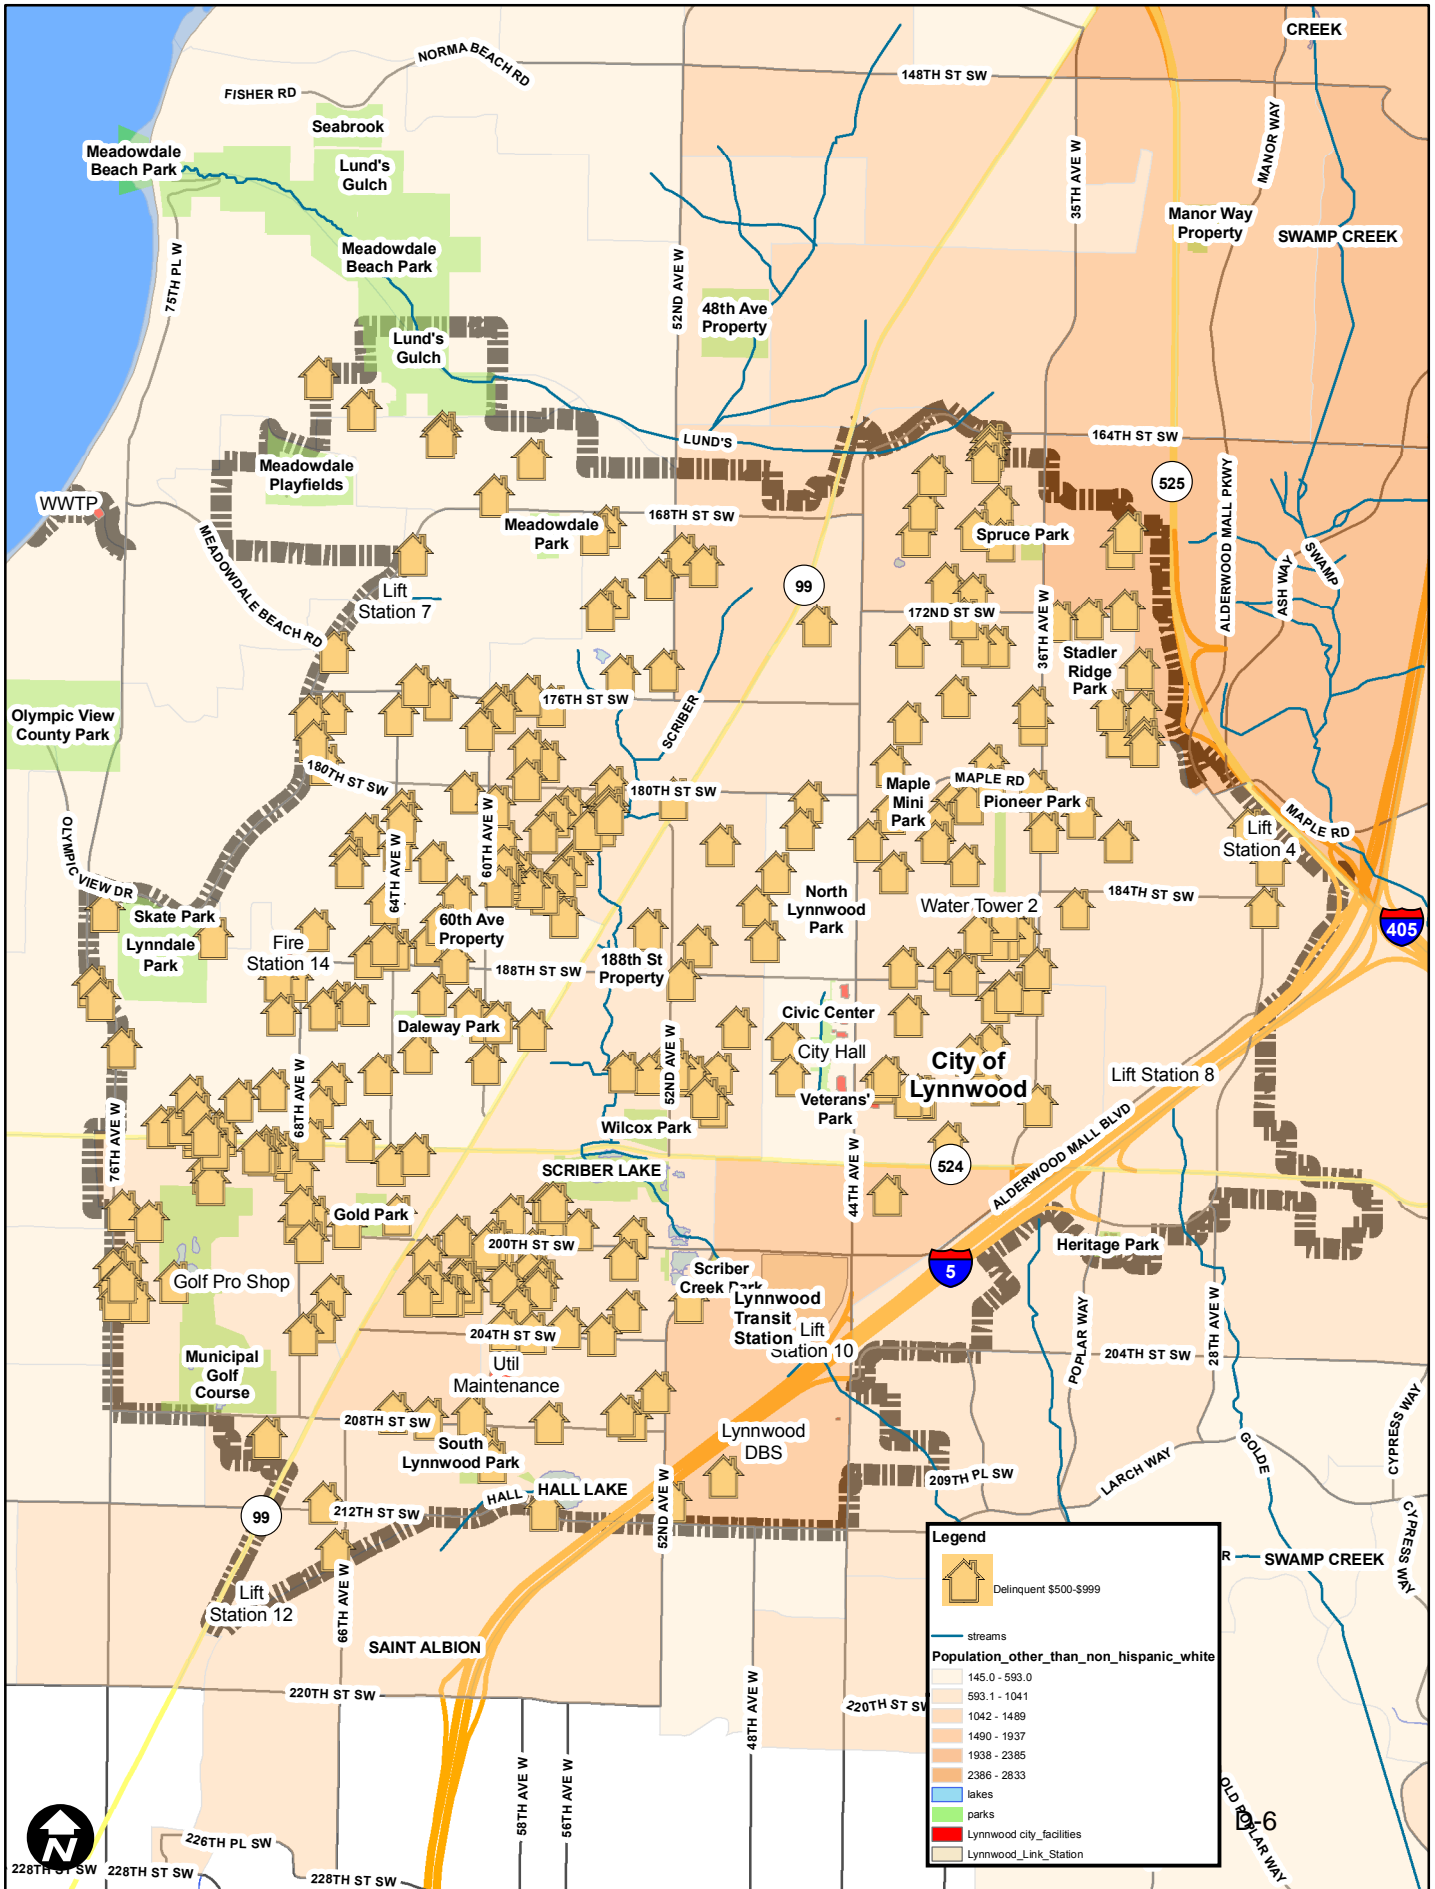 CREEK
NORMA BEACH RD
148TH ST SW
FISHER RD
Seabrook
MANOR WAY
Meadowdale
Beach Park
Lund's
Gulch
35TH AVE W
Manor Way
Property
SWAMP CREEK
Meadowdale
Beach Park
75TH PL W
52ND AVE W
48th Ave
Property
Lund's
Gulch
LUND'S
164TH ST SW
Meadowdale
Playfields
525
WWTP
168TH ST SW
Meadowdale
Park
Spruce Park
ALDERWOOD MALL PKWY
SWAMP
ASH WAY
MEADOWDALE BEACH RD
Lift
Station 7
99
172ND ST SW
36TH AVE W
Stadler
Ridge
Park
176TH ST SW
SCRIBER
Olympic View
County Park
180TH ST SW
180TH ST SW
MAPLE RD
Maple
Mini
Park
Pioneer Park
MAPLE RD
Lift
Station 4
OLYMPIC VIEW DR
64TH AVE W
60TH AVE W
184TH ST SW
North
Lynnwood
Park
Water Tower 2
Skate Park
Lynndale
Park
Fire
Station 14
60th Ave
Property
405
188TH ST SW
188th St
Property
Civic Center
Daleway Park
City Hall
City of
Lynnwood
52ND AVE W
Lift Station 8
68TH AVE W
Veterans'
Park
76TH AVE W
Wilcox Park
ALDERWOOD MALL BLVD
SCRIBER LAKE
524
44TH AVE W
Gold Park
200TH ST SW
Heritage Park
5
Golf Pro Shop
Scriber
Creek Park
Lynnwood
Transit
Station
Lift
Station 10
204TH ST SW
POPLAR WAY
28TH AVE W
204TH ST SW
Municipal
Golf
Course
Util
Maintenance
208TH ST SW
Lynnwood
DBS
South
Lynnwood Park
GOLDE
CYPRESS WAY
LARCH WAY
209TH PL SW
HALL
HALL LAKE
99
212TH ST SW
52ND AVE W
CYPRESS WAY
66TH AVE W
Lift
Station 12
R
SWAMP CREEK
SAINT ALBION
220TH ST SW
220TH ST SW
48TH AVE W
58TH AVE W
56TH AVE W
OLD POPLAR WAY
D-6
N
226TH PL SW
228TH ST SW
228TH ST SW
228TH ST SW
Legend
Delinquent $500-$999
streams
Population_other_than_non_hispanic_white
145.0 - 593.0
593.1 - 1041
1042 - 1489
1490 - 1937
1938 - 2385
2386 - 2833
lakes
parks
Lynnwood city_facilities
Lynnwood_Link_Station